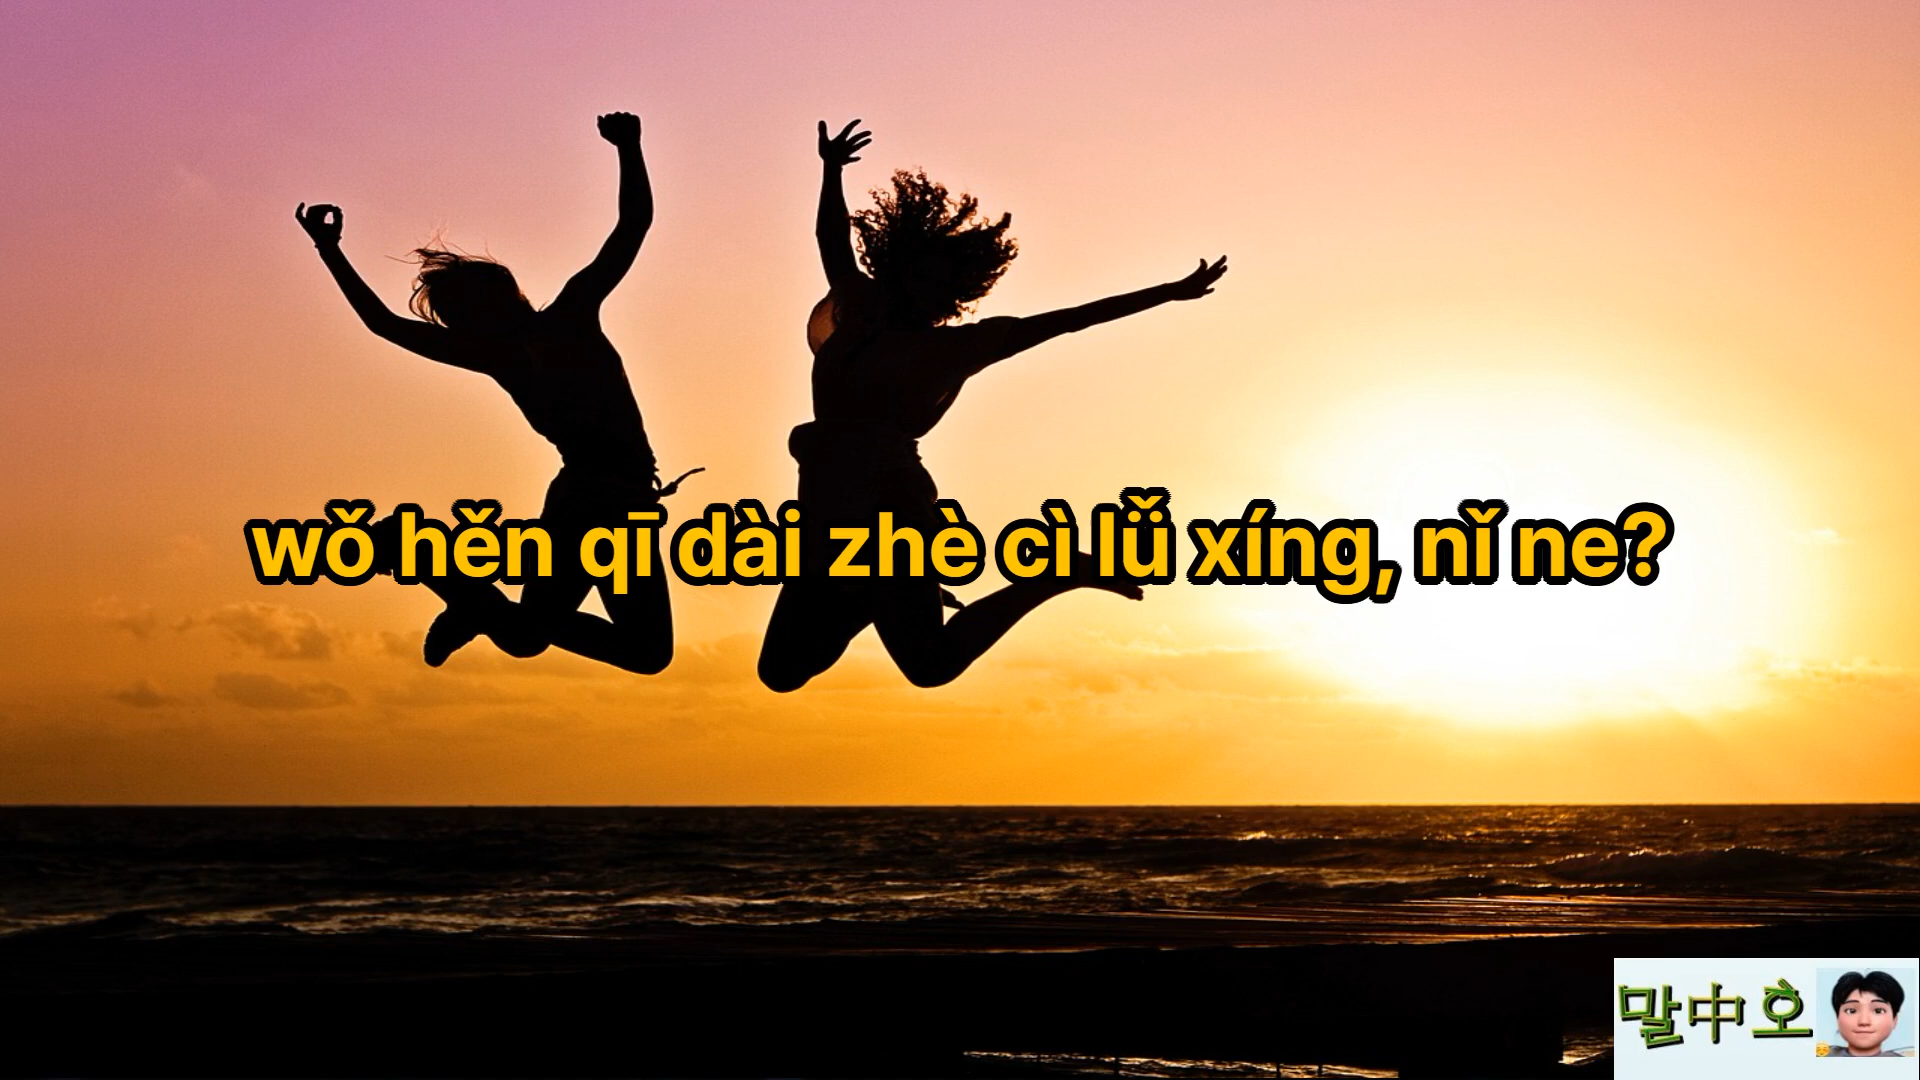 wǒ hěn qī dài zhè cì lǚ xíng, nǐ ne?
말中호